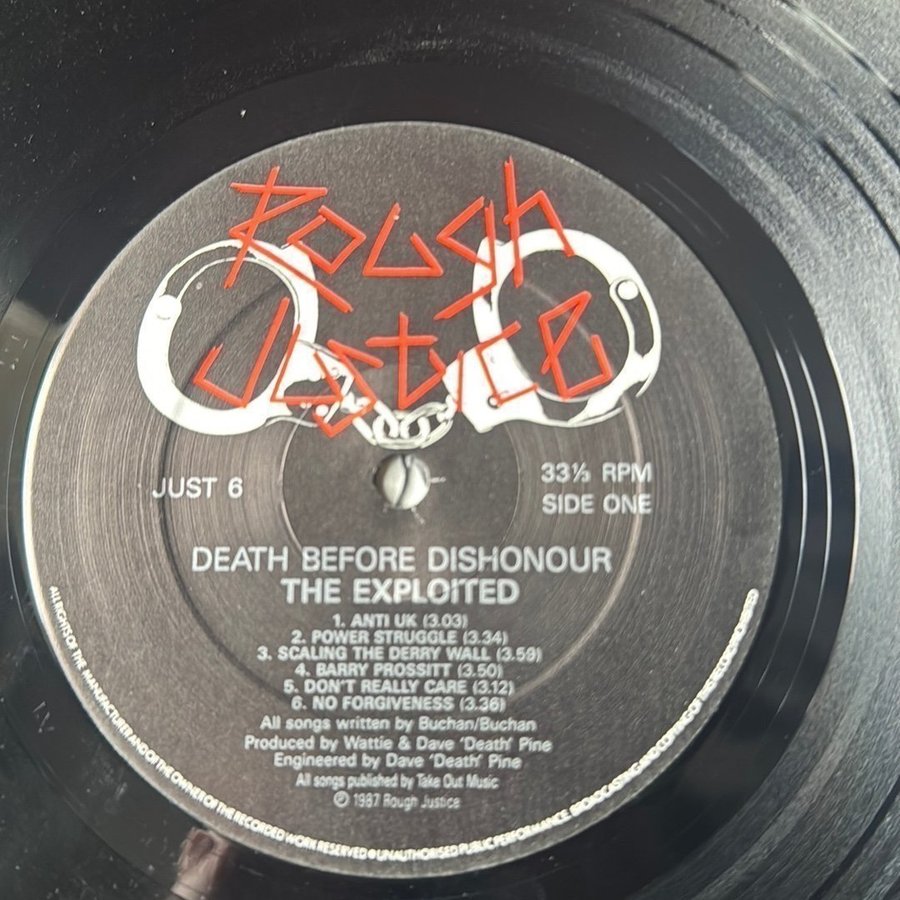 Rough
Justice
JUST 6
33⅓ RPM
SIDE ONE
DEATH BEFORE DISHONOUR
THE EXPLOITED
1. ANTI UK (3.03)
2. POWER STRUGGLE (3.34)
3. SCALING THE DERRY WALL (3.59)
4. BARRY PROSSITT (3.50)
5. DON'T REALLY CARE (3.12)
6. NO FORGIVENESS (3.36)
All songs written by Buchan/Buchan
Produced by Wattie & Dave 'Death' Pine
Engineered by Dave 'Death' Pine
All songs published by Take Out Music
Ⓟ 1987 Rough Justice
ALL RIGHTS OF THE MANUFACTURER AND OF THE OWNER OF THE RECORDED WORK RESERVED ● UNAUTHORISED PUBLIC PERFORMANCE, BROADCASTING